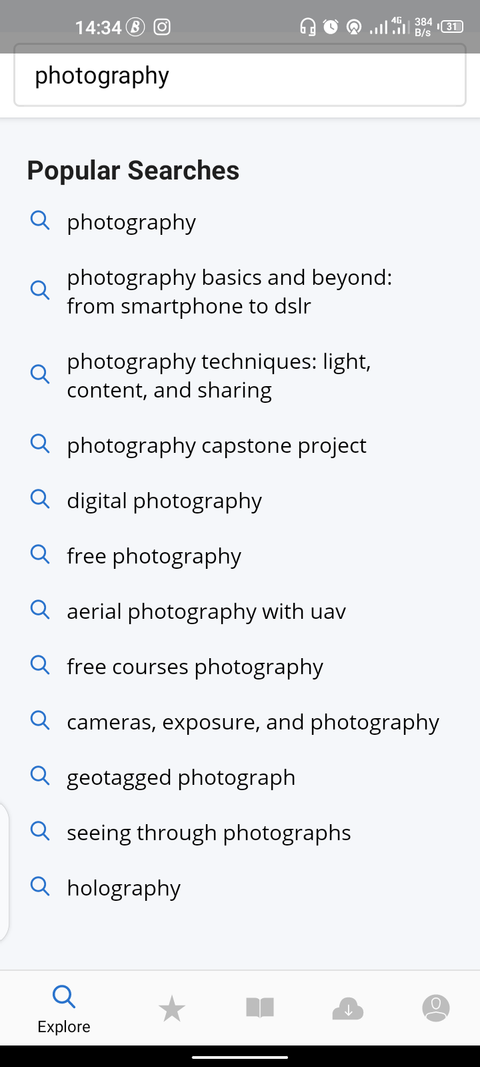 14:34 4G 384 B/s 31
photography
Popular Searches
photography
photography basics and beyond:
from smartphone to dslr
photography techniques: light,
content, and sharing
photography capstone project
digital photography
free photography
aerial photography with uav
free courses photography
cameras, exposure, and photography
geotagged photograph
seeing through photographs
holography
Explore